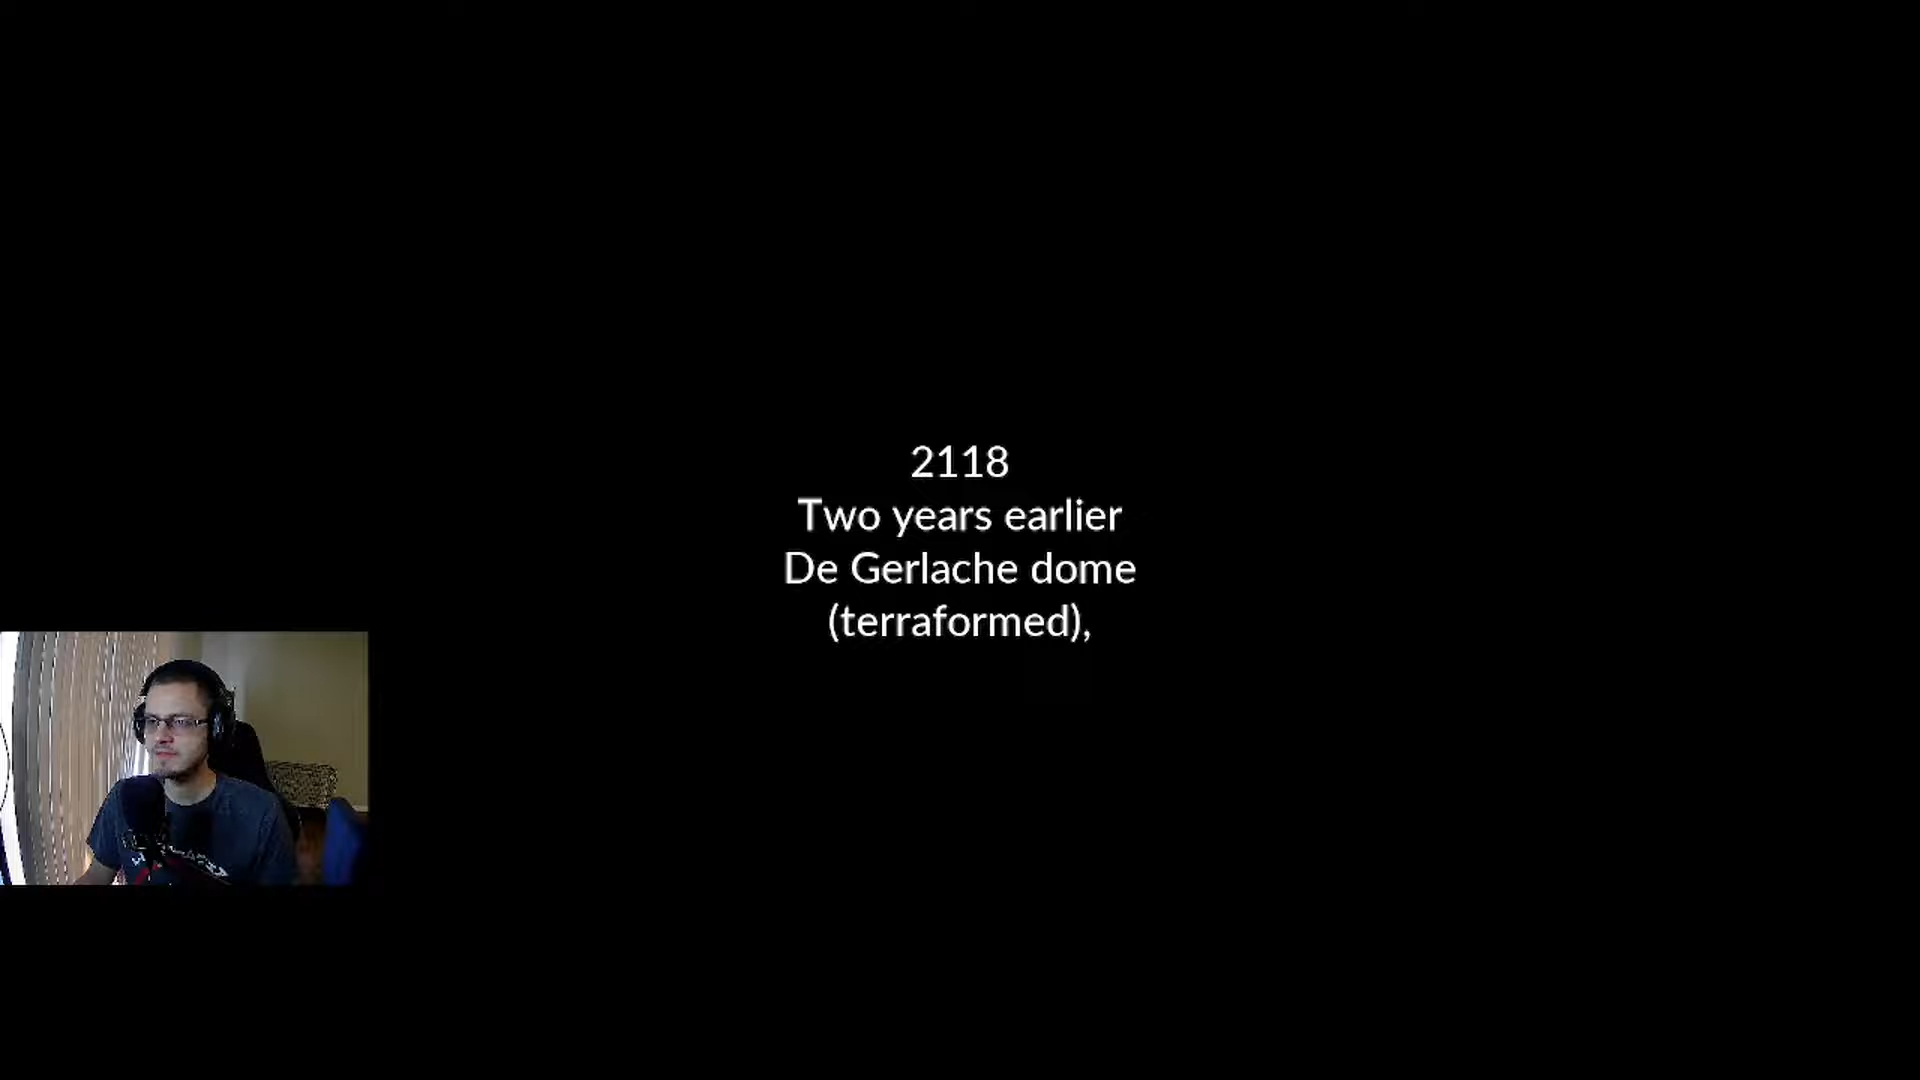 2118
Two years earlier
De Gerlache dome
(terraformed),